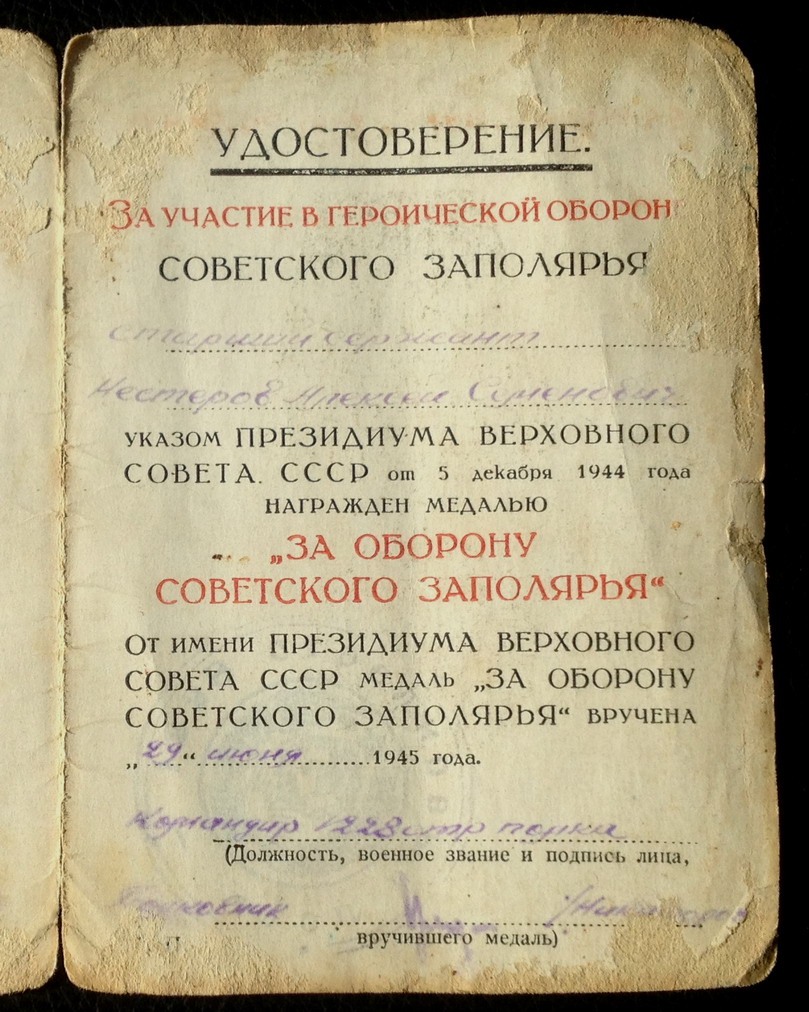 УДОСТОВЕРЕНИЕ.
ЗА УЧАСТИЕ В ГЕРОИЧЕСКОЙ ОБОРОН
СОВЕТСКОГО ЗАПОЛЯРЬЯ
Старший сержант
Нестеров Алексей Семенович
УКАЗОМ ПРЕЗИДИУМА ВЕРХОВНОГО
СОВЕТА. СССР от 5 декабря 1944 года
НАГРАЖДЕН МЕДАЛЬЮ
„ЗА ОБОРОНУ
СОВЕТСКОГО ЗАПОЛЯРЬЯ“
ОТ ИМЕНИ ПРЕЗИДИУМА ВЕРХОВНОГО
СОВЕТА СССР МЕДАЛЬ „ЗА ОБОРОНУ
СОВЕТСКОГО ЗАПОЛЯРЬЯ“ ВРУЧЕНА
„29“ июня 1945 года.
Командир 1228 стр полка
(Должность, военное звание и подпись лица,
Полковник
вручившего медаль)